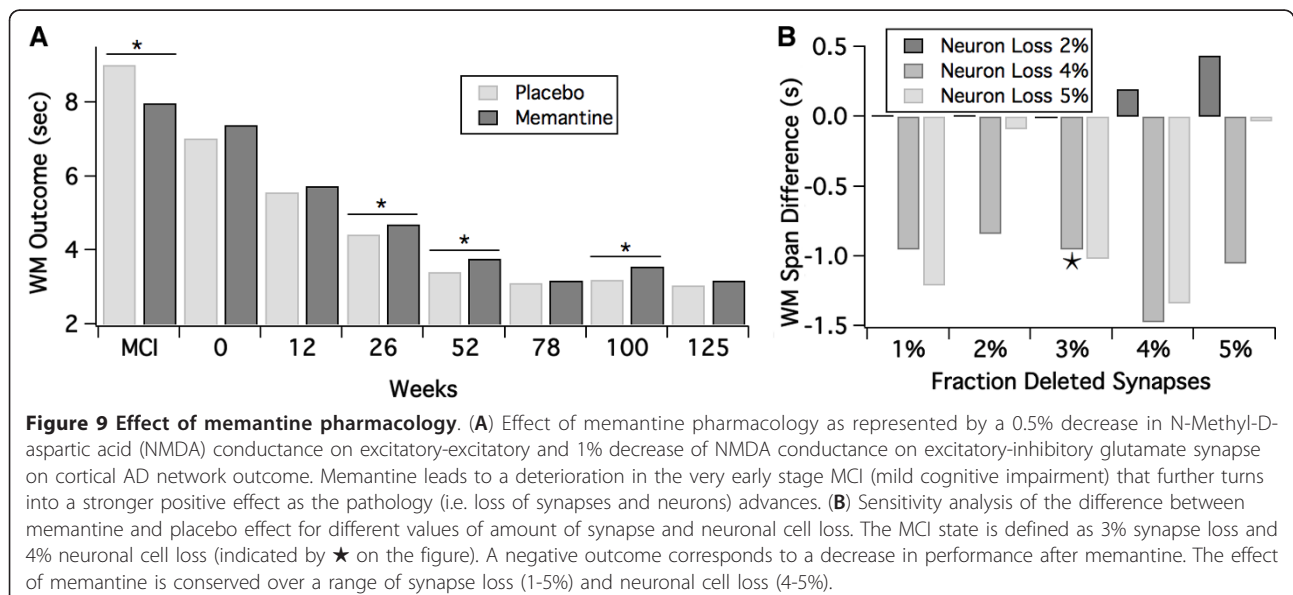 A
*
Placebo
Memantine
*
*
*
WM Outcome (sec)
8
6
4
2
MCI 0 12 26 52 78 100 125
Weeks
B
Neuron Loss 2%
Neuron Loss 4%
Neuron Loss 5%
WM Span Difference (s)
0.5
0.0
-0.5
-1.0
-1.5
★
1% 2% 3% 4% 5%
Fraction Deleted Synapses
Figure 9 Effect of memantine pharmacology. (A) Effect of memantine pharmacology as represented by a 0.5% decrease in N-Methyl-D-
aspartic acid (NMDA) conductance on excitatory-excitatory and 1% decrease of NMDA conductance on excitatory-inhibitory glutamate synapse
on cortical AD network outcome. Memantine leads to a deterioration in the very early stage MCI (mild cognitive impairment) that further turns
into a stronger positive effect as the pathology (i.e. loss of synapses and neurons) advances. (B) Sensitivity analysis of the difference between
memantine and placebo effect for different values of amount of synapse and neuronal cell loss. The MCI state is defined as 3% synapse loss and
4% neuronal cell loss (indicated by ★ on the figure). A negative outcome corresponds to a decrease in performance after memantine. The effect
of memantine is conserved over a range of synapse loss (1-5%) and neuronal cell loss (4-5%).